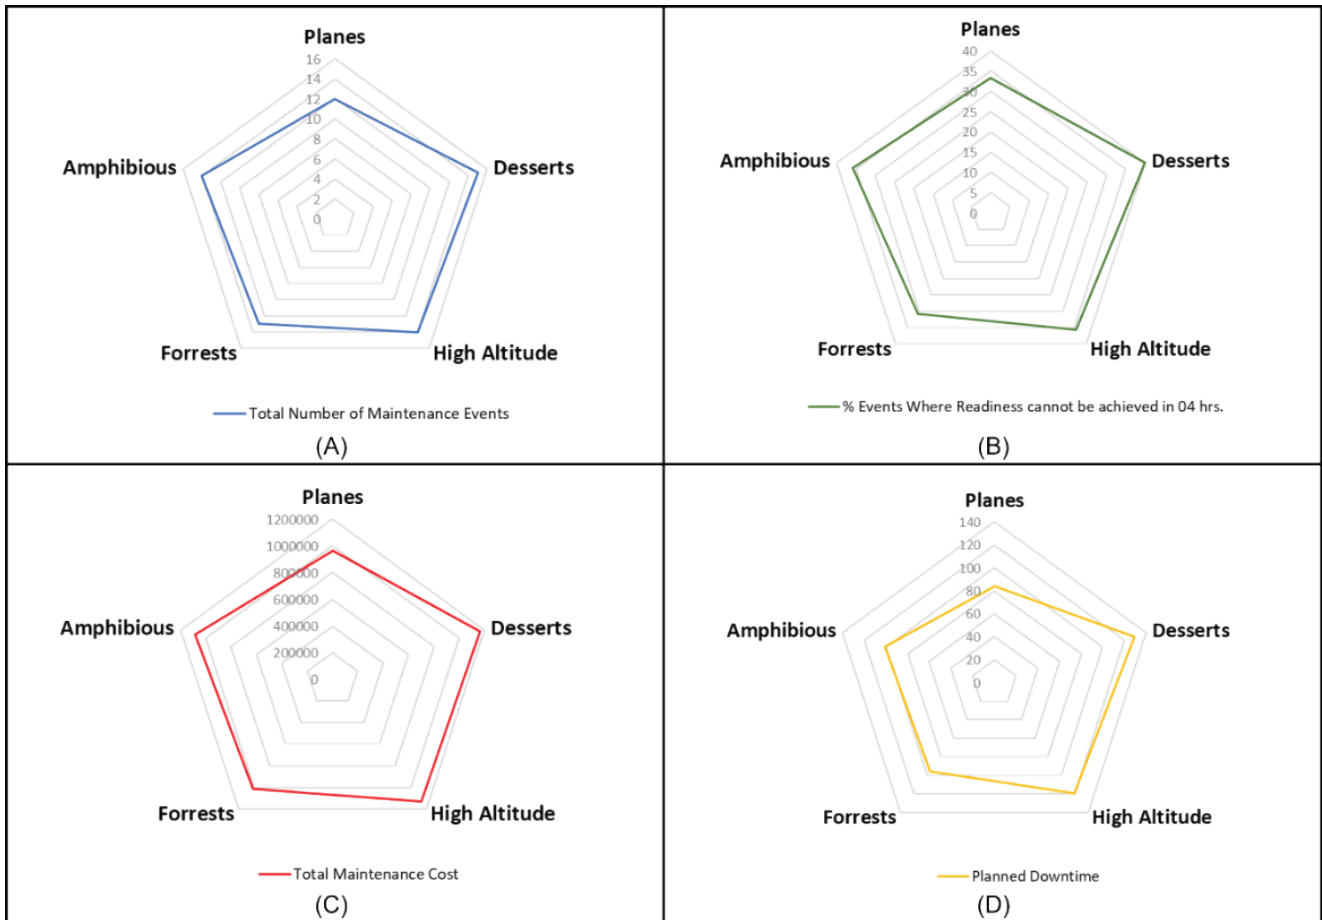 Planes
16
14
12
10
8
6
4
2
0
Amphibious
Desserts
Forrests
High Altitude
Total Number of Maintenance Events
(A)
Planes
40
35
30
25
20
15
10
5
0
Amphibious
Desserts
Forrests
High Altitude
% Events Where Readiness cannot be achieved in 04 hrs.
(B)
Planes
1200000
1000000
800000
600000
400000
200000
0
Amphibious
Desserts
Forrests
High Altitude
Total Maintenance Cost
(C)
Planes
140
120
100
80
60
40
20
0
Amphibious
Desserts
Forrests
High Altitude
Planned Downtime
(D)